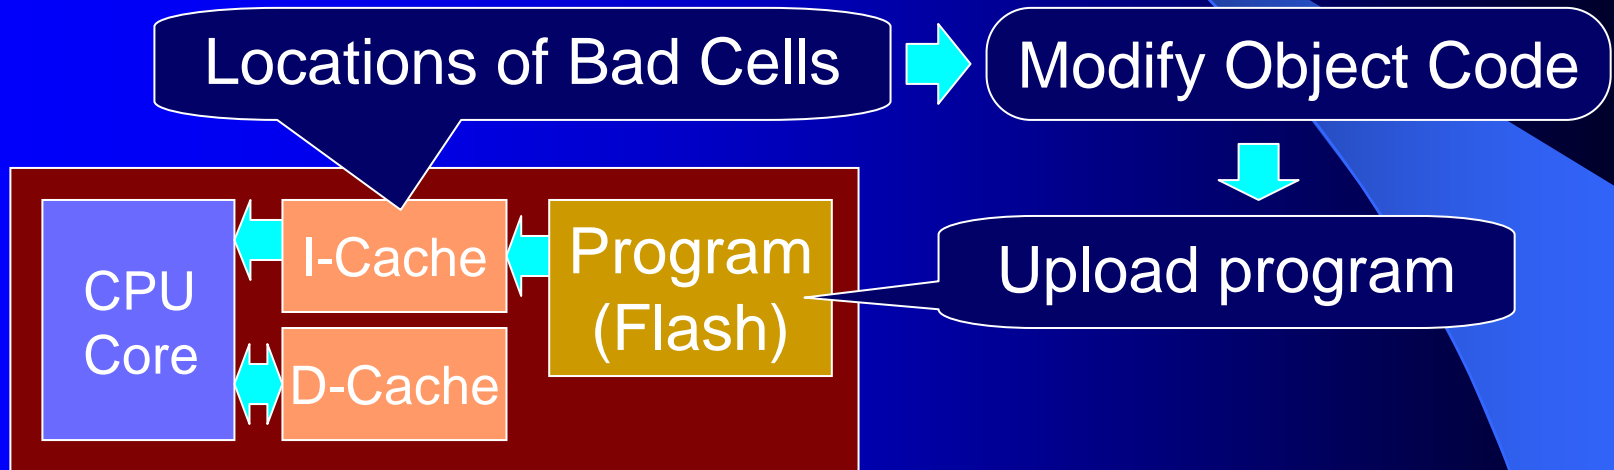 Locations of Bad Cells
Modify Object Code
CPU
Core
I-Cache
D-Cache
Program
(Flash)
Upload program